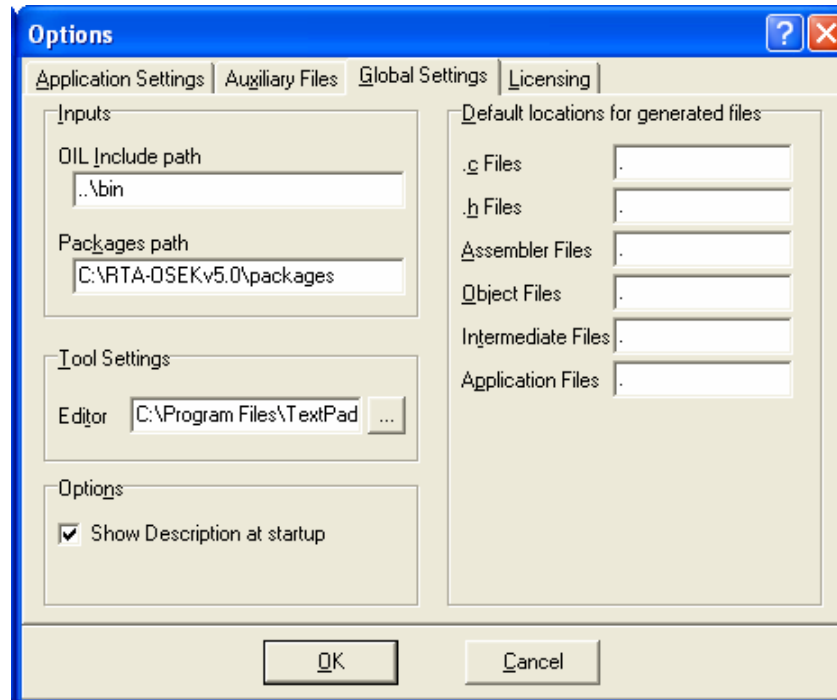 Options
Application Settings
Auxiliary Files
Global Settings
Licensing
Inputs
OIL Include path
..\bin
Packages path
C:\RTA-OSEKv5.0\packages
Tool Settings
Editor
C:\Program Files\TextPad
...
Options
Show Description at startup
Default locations for generated files
.c Files
.
.h Files
.
Assembler Files
.
Object Files
.
Intermediate Files
.
Application Files
.
OK
Cancel